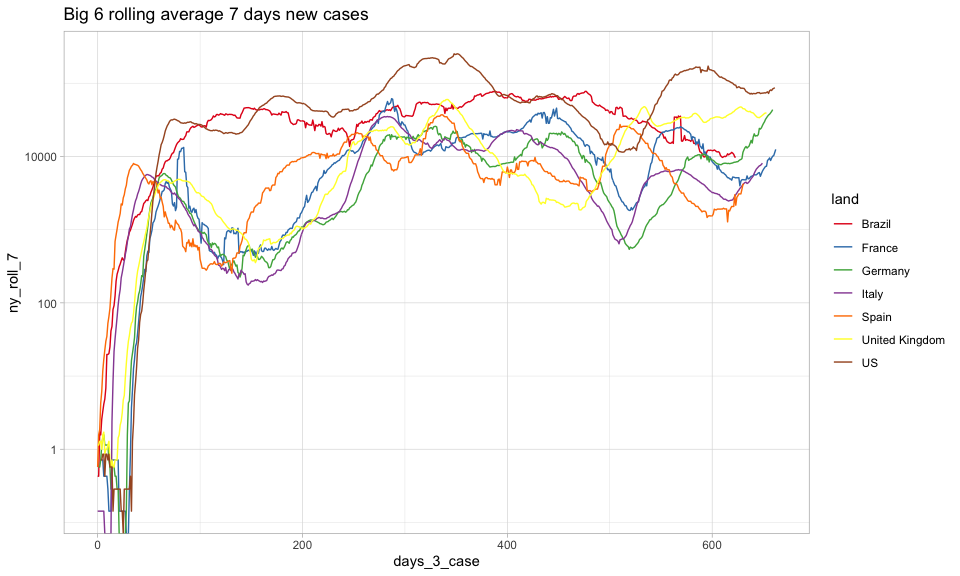 Big 6 rolling average 7 days new cases
ny_roll_7
10000
100
1
0
200
400
600
days_3_case
land
Brazil
France
Germany
Italy
Spain
United Kingdom
US